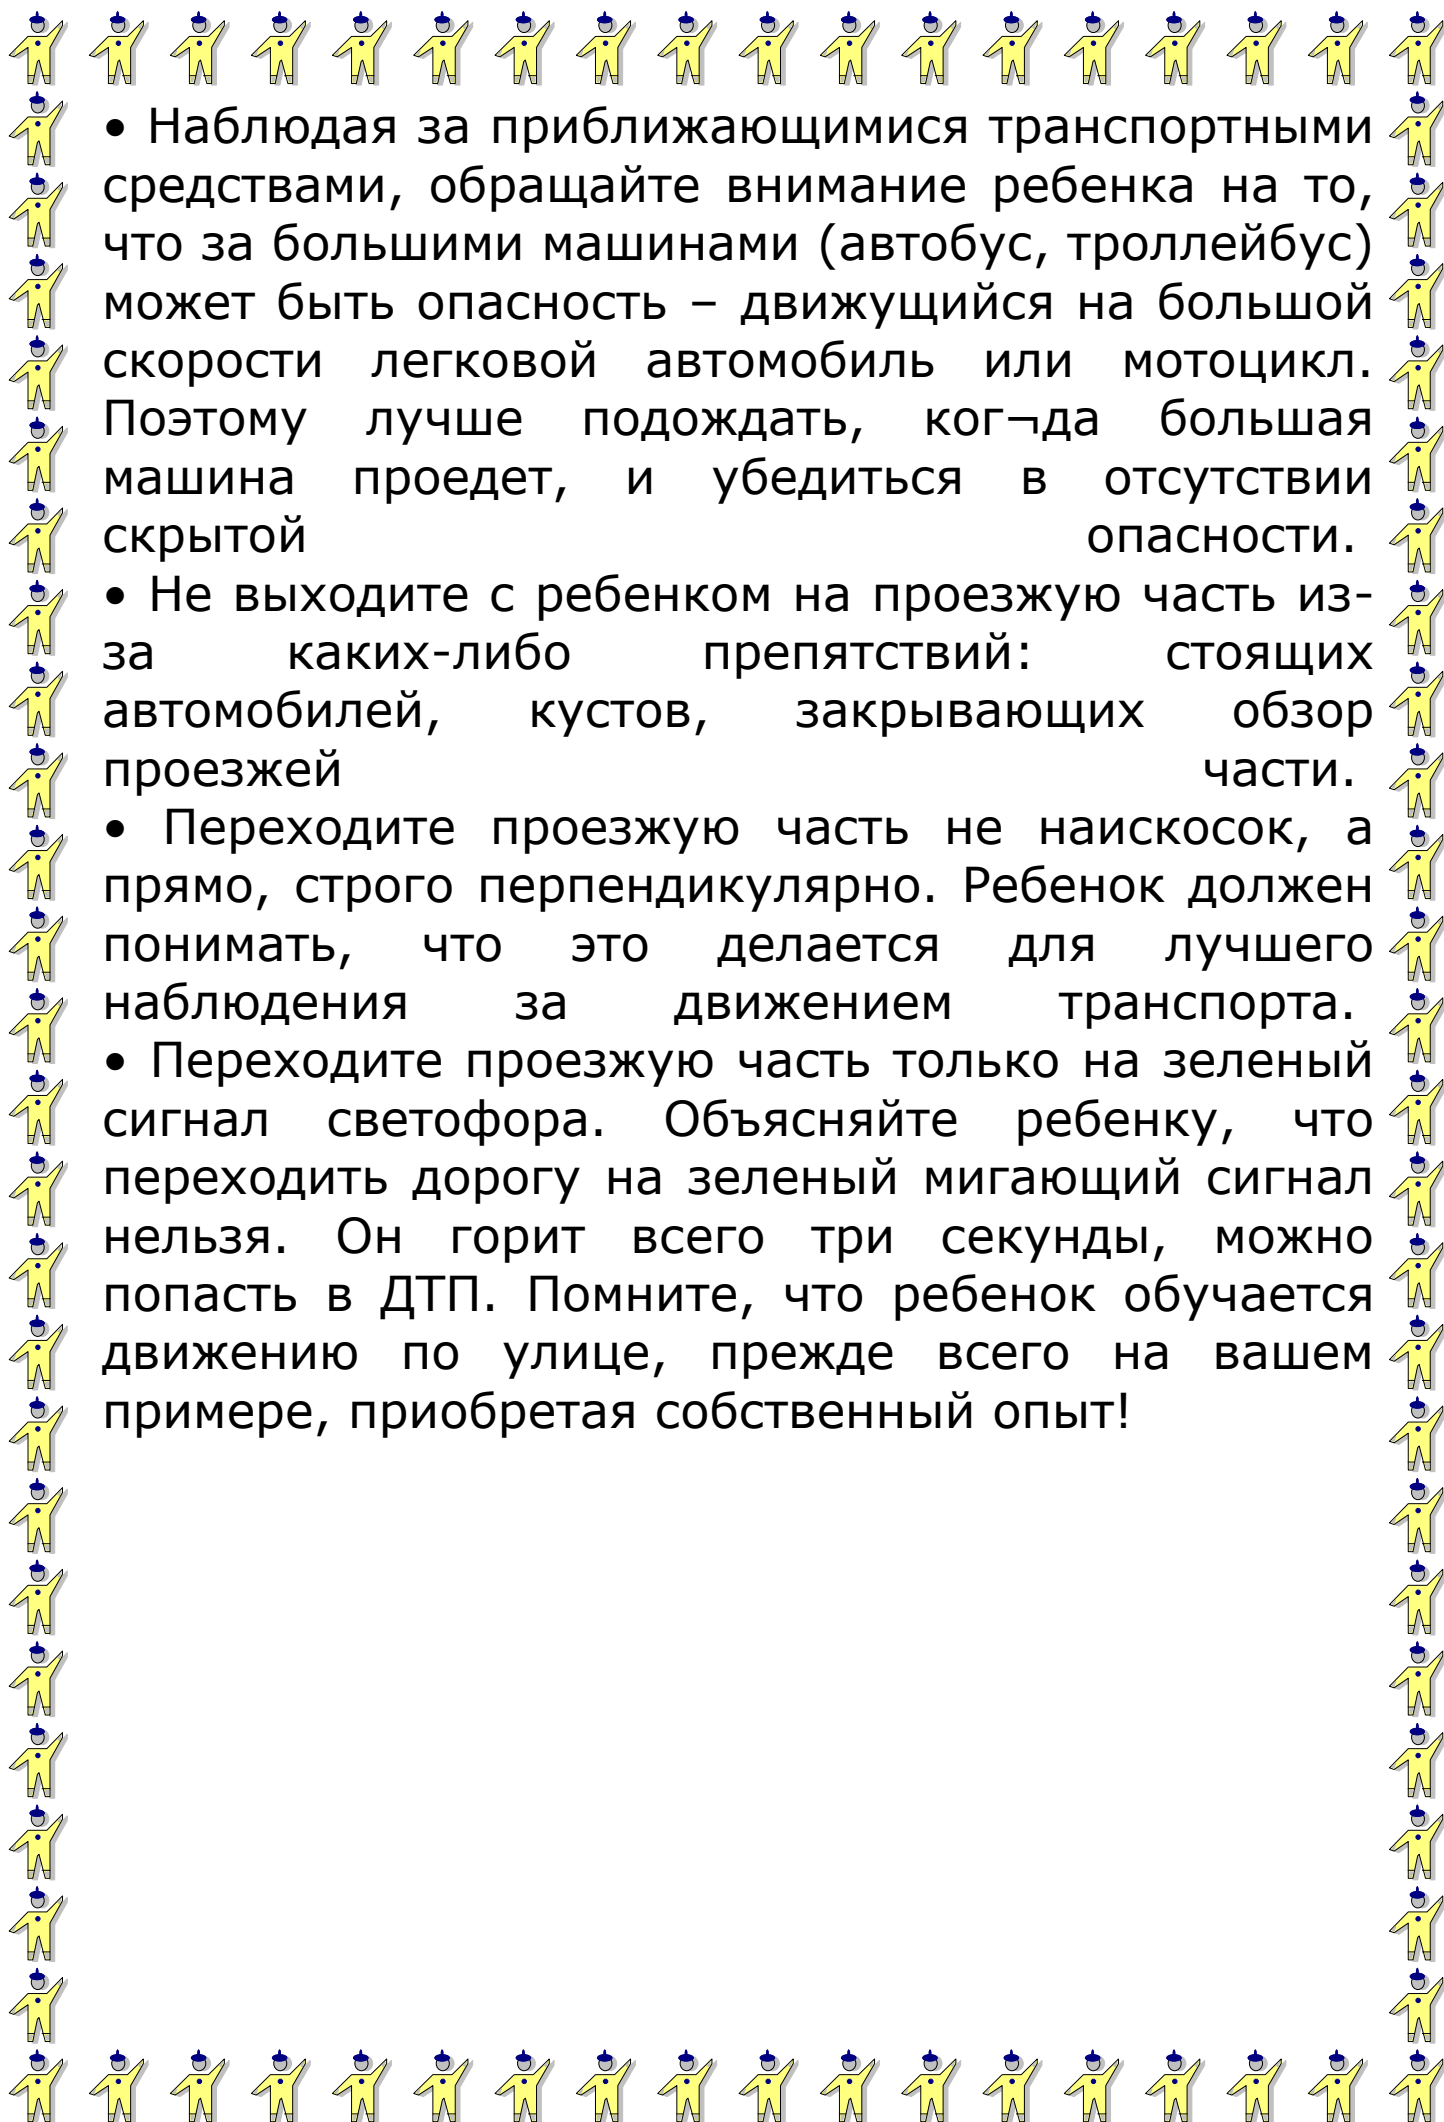 • Наблюдая за приближающимися транспортными
средствами, обращайте внимание ребенка на то,
что за большими машинами (автобус, троллейбус)
может быть опасность – движущийся на большой
скорости легковой автомобиль или мотоцикл.
Поэтому лучше подождать, ког¬да большая
машина проедет, и убедиться в отсутствии
скрытой опасности.
• Не выходите с ребенком на проезжую часть из-
за каких-либо препятствий: стоящих
автомобилей, кустов, закрывающих обзор
проезжей части.
• Переходите проезжую часть не наискосок, а
прямо, строго перпендикулярно. Ребенок должен
понимать, что это делается для лучшего
наблюдения за движением транспорта.
• Переходите проезжую часть только на зеленый
сигнал светофора. Объясняйте ребенку, что
переходить дорогу на зеленый мигающий сигнал
нельзя. Он горит всего три секунды, можно
попасть в ДТП. Помните, что ребенок обучается
движению по улице, прежде всего на вашем
примере, приобретая собственный опыт!